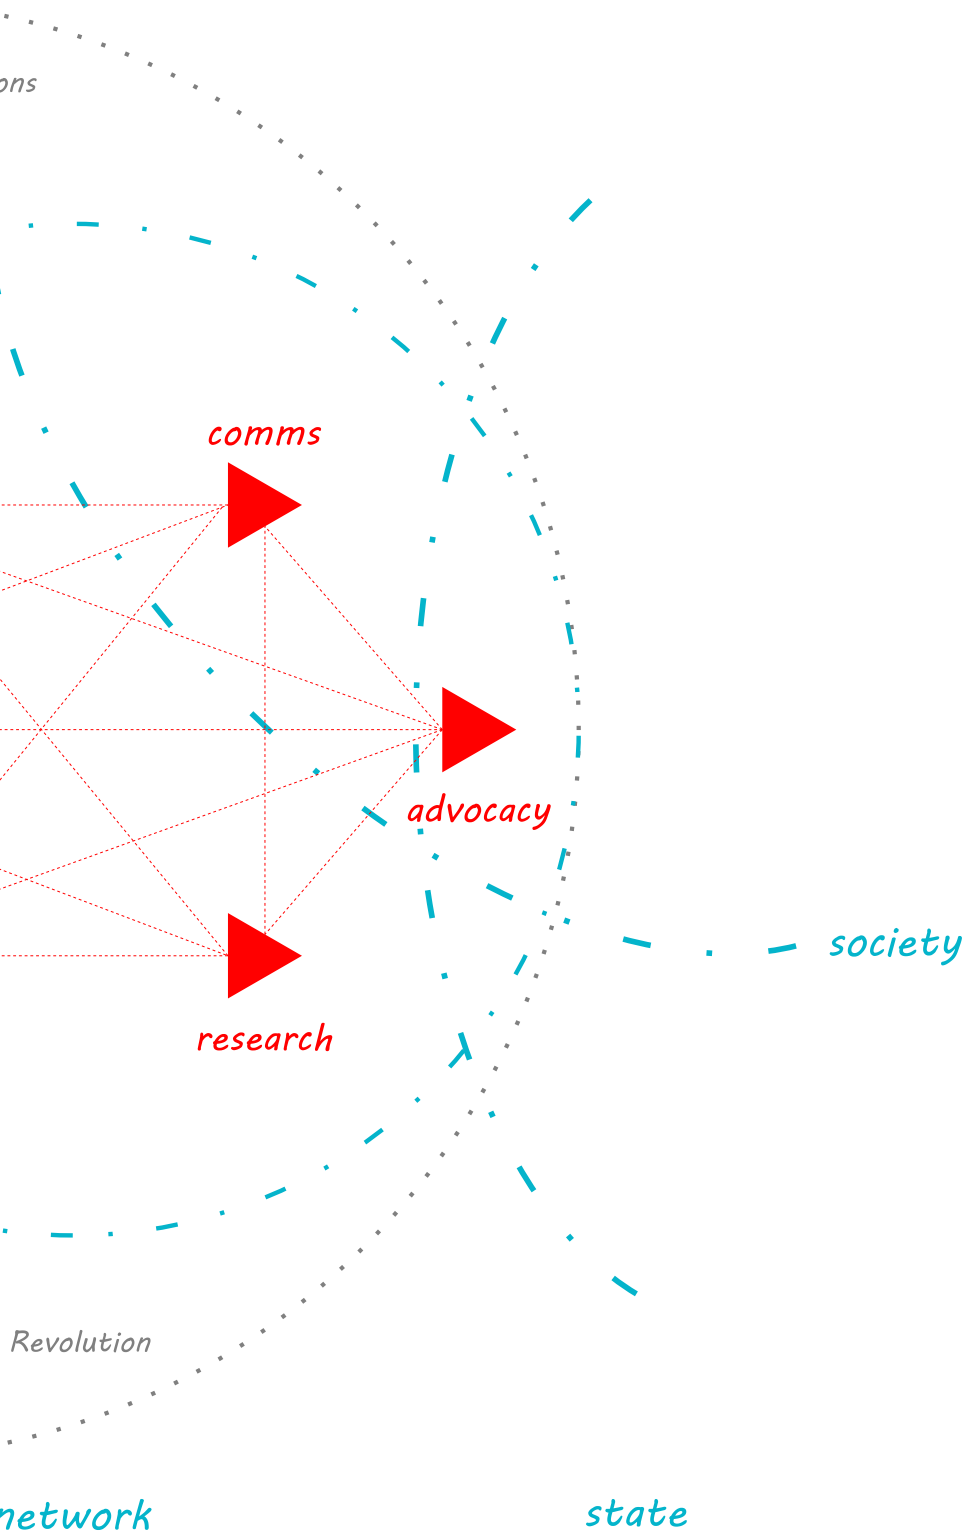 ons
comms
advocacy
society
research
Revolution
network
state